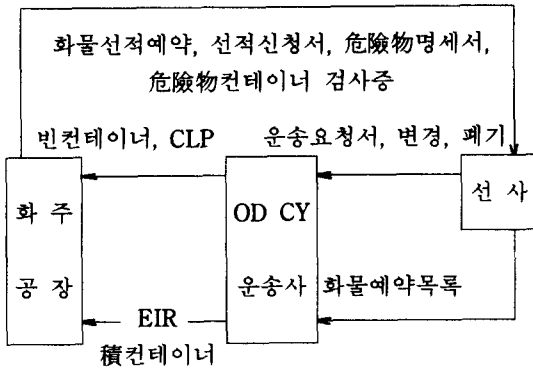 화물선적예약, 선적신청서, 危險物명세서,
危險物컨테이너 검사증
빈컨테이너, CLP
운송요청서, 변경, 폐기
화 주
공 장
OD CY
운송사
선 사
화물예약목록
EIR
積컨테이너